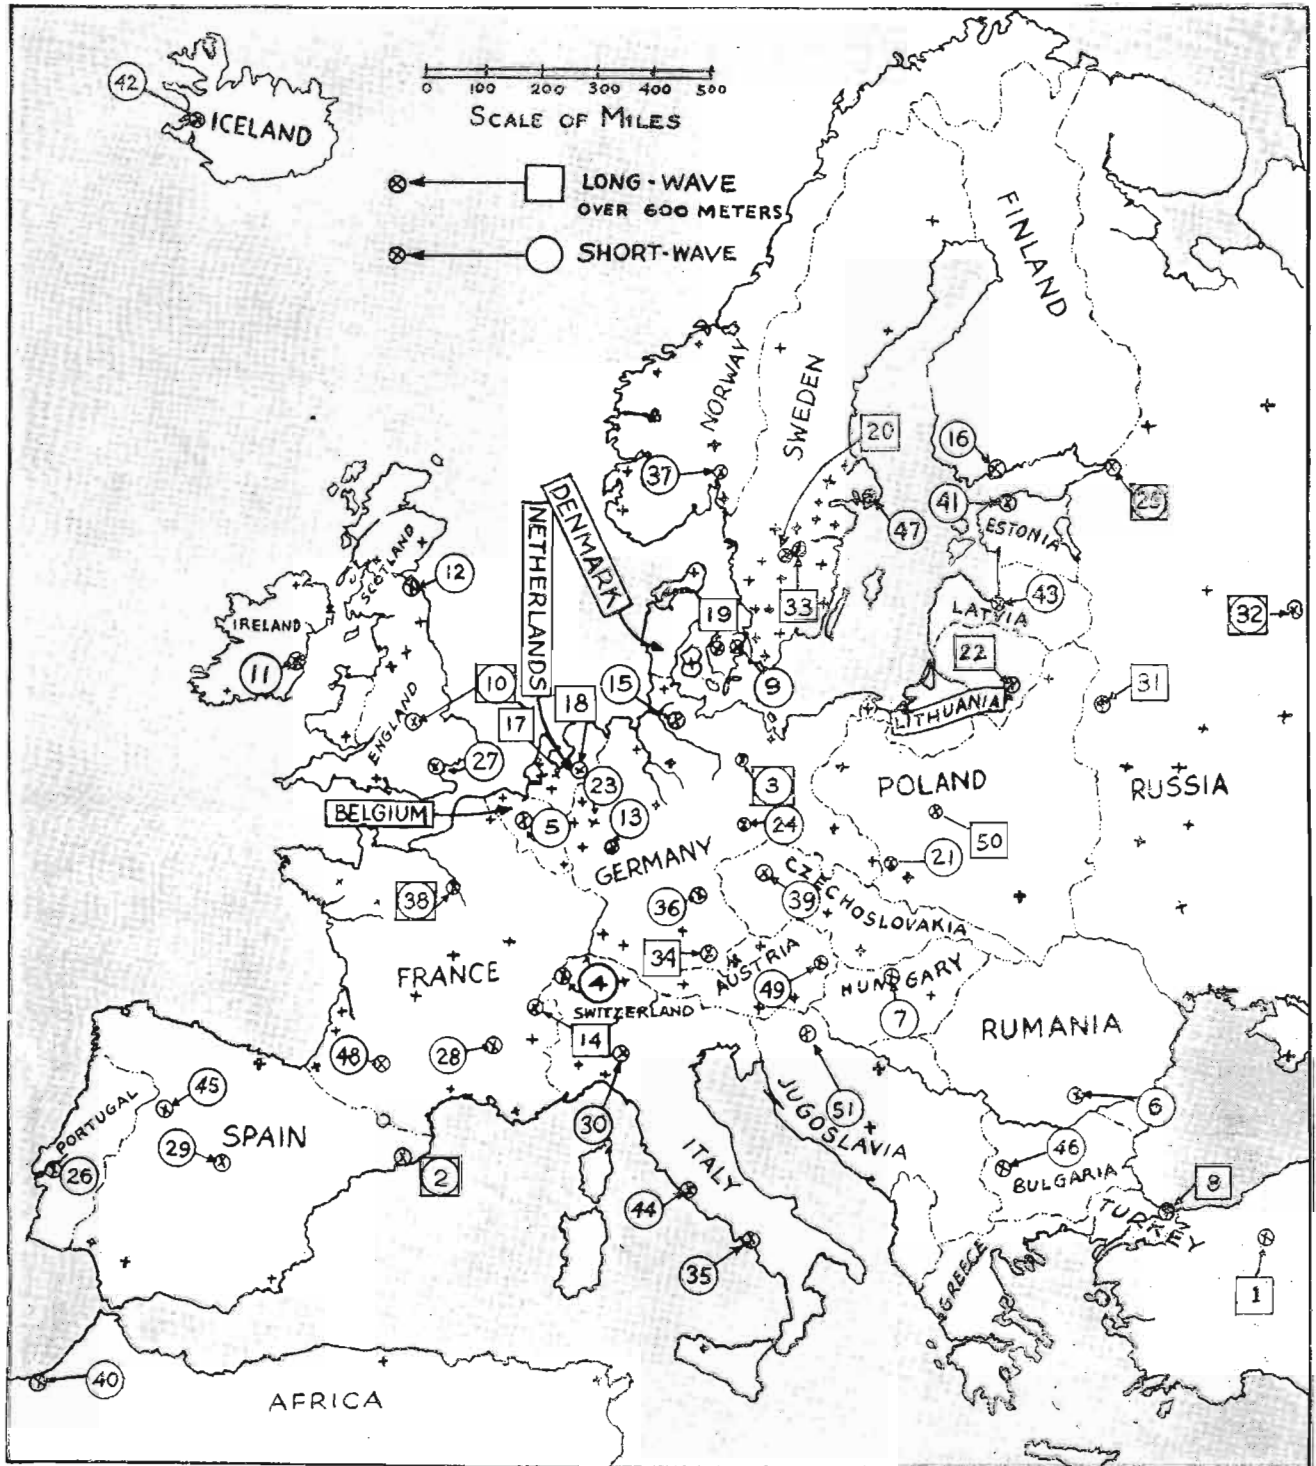 42
ICELAND
0 100 200 300 400 500
SCALE OF MILES
LONG-WAVE
OVER 600 METERS
SHORT-WAVE
FINLAND
NORWAY
SWEDEN
20
16
37
41
47
25
ESTONIA
DENMARK
NETHERLANDS
SCOTLAND
12
IRELAND
11
19
33
43
LATVIA
32
22
31
10
15
9
17
18
LITHUANIA
ENGLAND
27
23
3
POLAND
RUSSIA
BELGIUM
5
13
24
50
GERMANY
21
38
36
39
CZECHOSLOVAKIA
34
AUSTRIA
49
HUNGARY
FRANCE
4
SWITZERLAND
7
RUMANIA
14
48
28
45
30
51
6
PORTUGAL
SPAIN
29
JUGOSLAVIA
46
26
2
ITALY
BULGARIA
8
44
TURKEY
35
GREECE
1
40
AFRICA